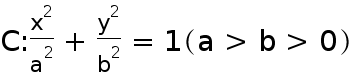 C: x²/a² + y²/b² = 1(a > b > 0)